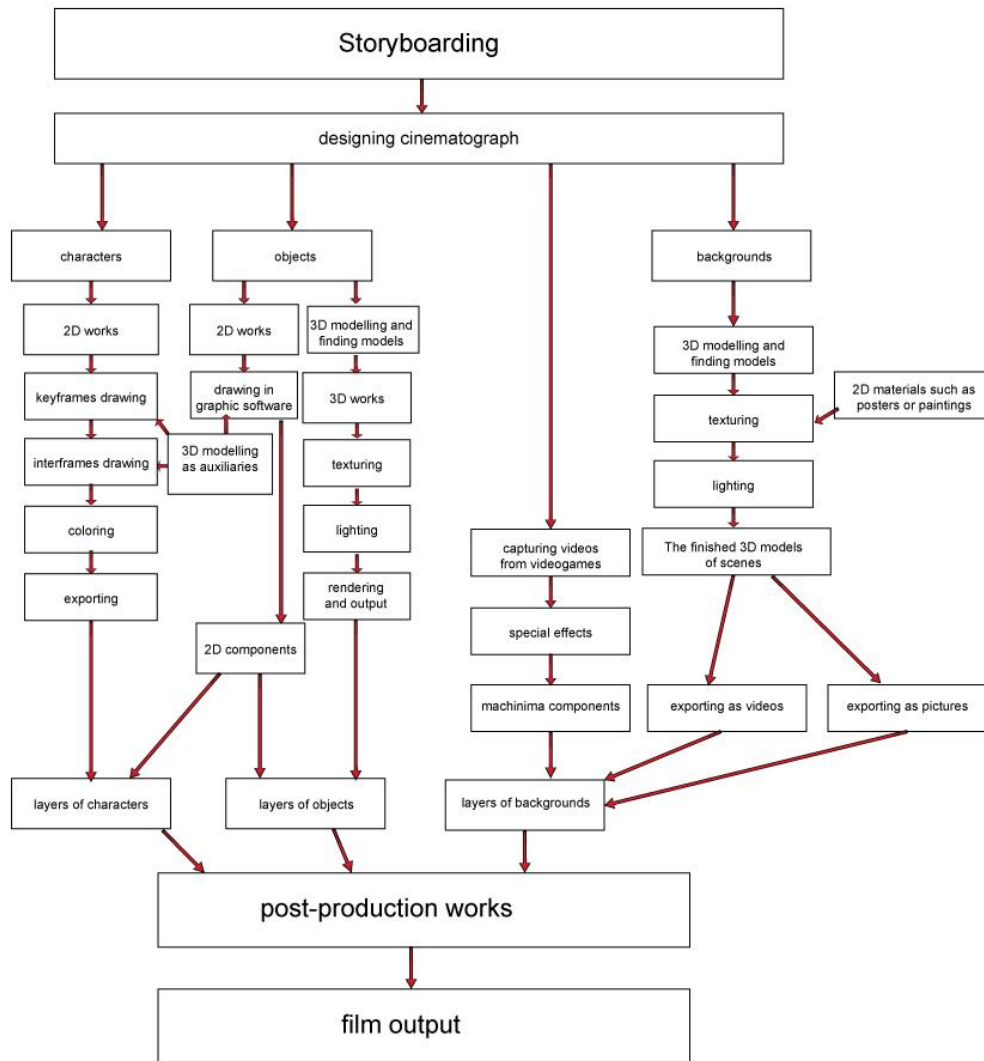 Storyboarding
designing cinematograph
characters
objects
backgrounds
2D works
2D works
3D modelling and
finding models
3D modelling and
finding models
keyframes drawing
drawing in
graphic software
3D works
2D materials such as
posters or paintings
texturing
interframes drawing
3D modelling
as auxiliaries
texturing
lighting
coloring
lighting
capturing videos
from videogames
The finished 3D models
of scenes
exporting
rendering
and output
special effects
2D components
machinima components
exporting as videos
exporting as pictures
layers of characters
layers of objects
layers of backgrounds
post-production works
film output